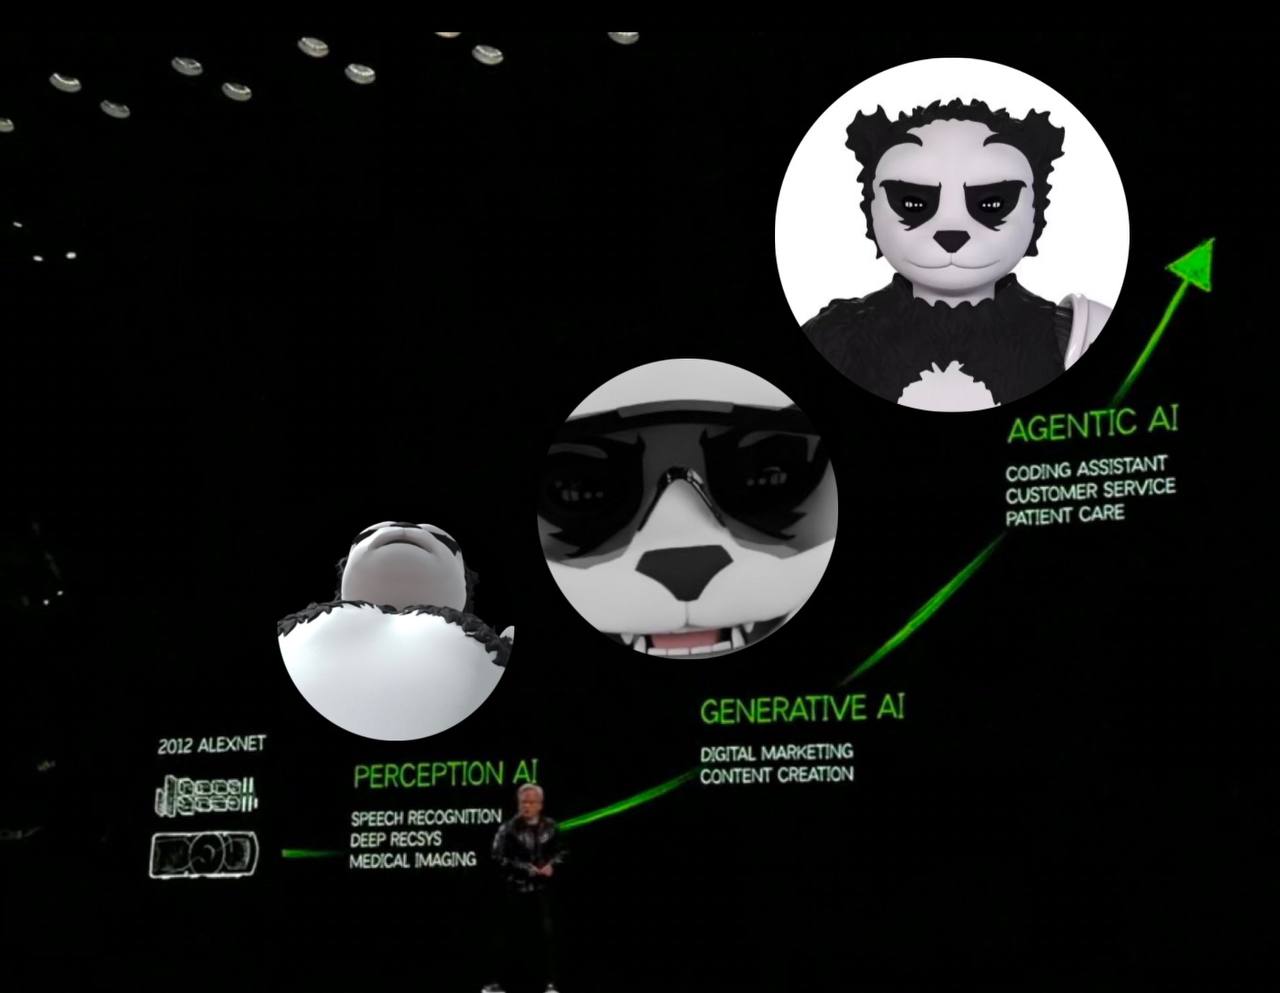 2012 ALEXNET
PERCEPTION AI
SPEECH RECOGNITION
DEEP RECSYS
MEDICAL IMAGING
GENERATIVE AI
DIGITAL MARKETING
CONTENT CREATION
AGENTIC AI
CODING ASSISTANT
CUSTOMER SERVICE
PATIENT CARE